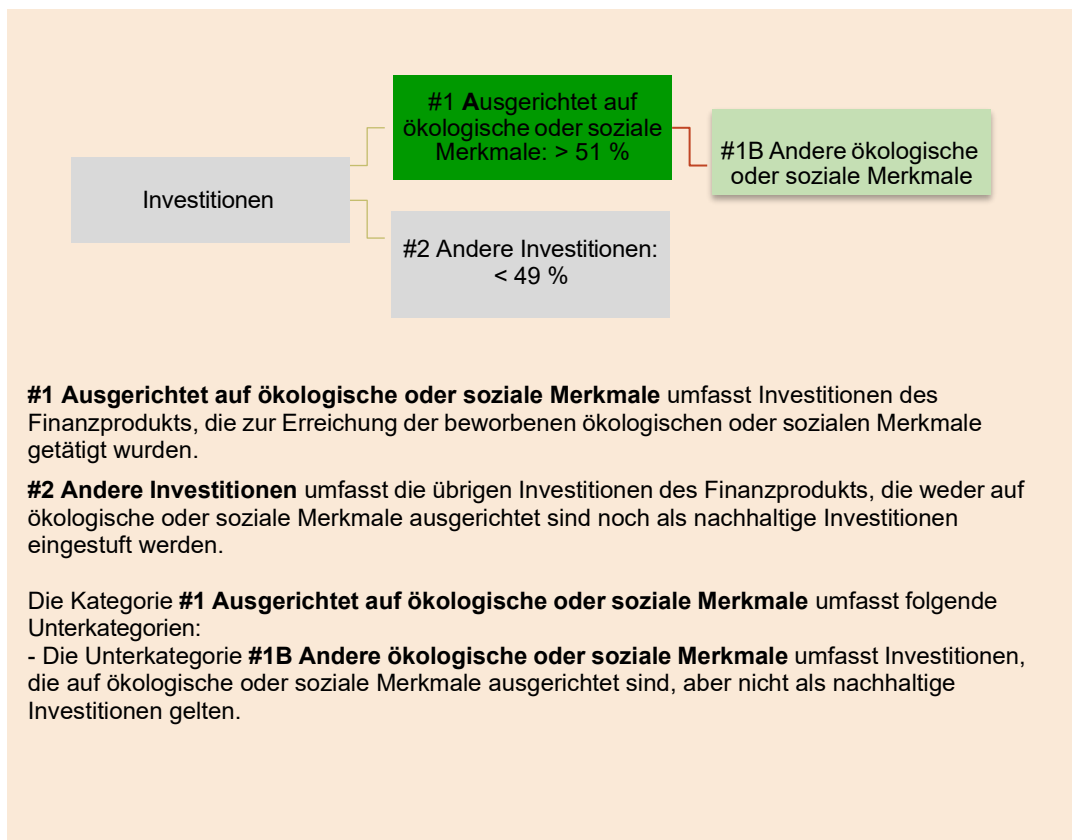 #1 Ausgerichtet auf
ökologische oder soziale
Merkmale: > 51 %
#1B Andere ökologische
oder soziale Merkmale
Investitionen
#2 Andere Investitionen:
< 49 %
#1 Ausgerichtet auf ökologische oder soziale Merkmale umfasst Investitionen des
Finanzprodukts, die zur Erreichung der beworbenen ökologischen oder sozialen Merkmale
getätigt wurden.
#2 Andere Investitionen umfasst die übrigen Investitionen des Finanzprodukts, die weder auf
ökologische oder soziale Merkmale ausgerichtet sind noch als nachhaltige Investitionen
eingestuft werden.
Die Kategorie #1 Ausgerichtet auf ökologische oder soziale Merkmale umfasst folgende
Unterkategorien:
- Die Unterkategorie #1B Andere ökologische oder soziale Merkmale umfasst Investitionen,
die auf ökologische oder soziale Merkmale ausgerichtet sind, aber nicht als nachhaltige
Investitionen gelten.